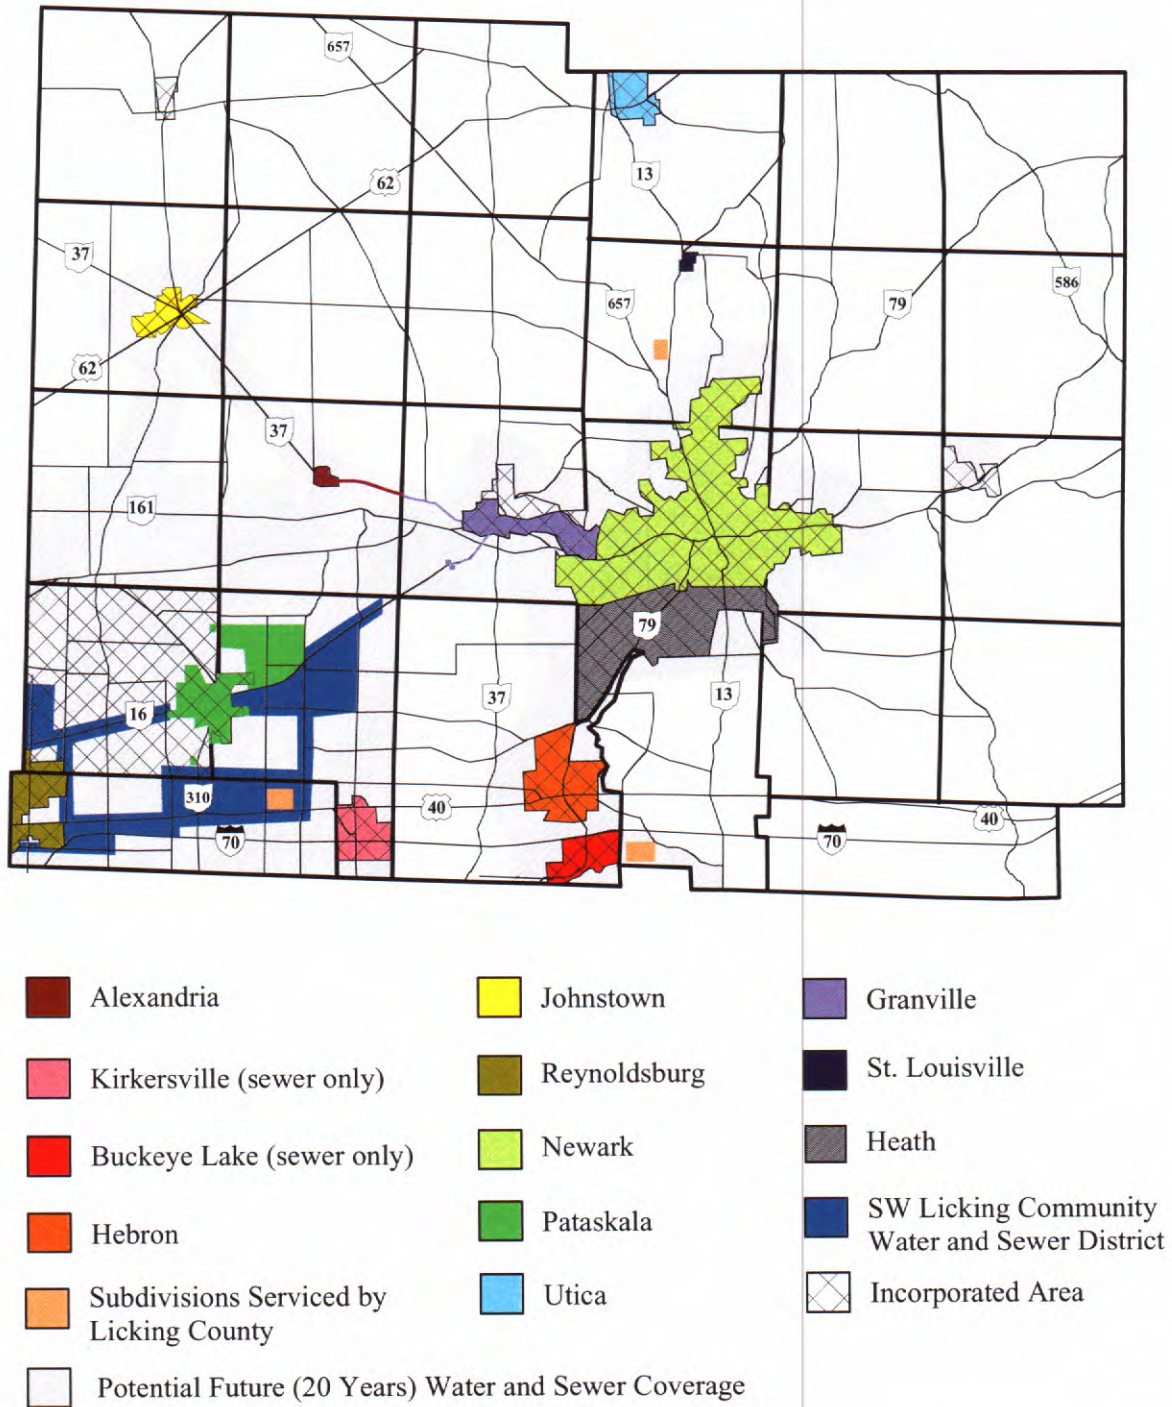 657
62
13
37
657
79
586
62
37
161
79
16
37
13
310
40
70
70
40
Alexandria
Johnstown
Granville
Kirkersville (sewer only)
Reynoldsburg
St. Louisville
Buckeye Lake (sewer only)
Newark
Heath
Hebron
Pataskala
SW Licking Community
Water and Sewer District
Subdivisions Serviced by
Licking County
Utica
Incorporated Area
Potential Future (20 Years) Water and Sewer Coverage